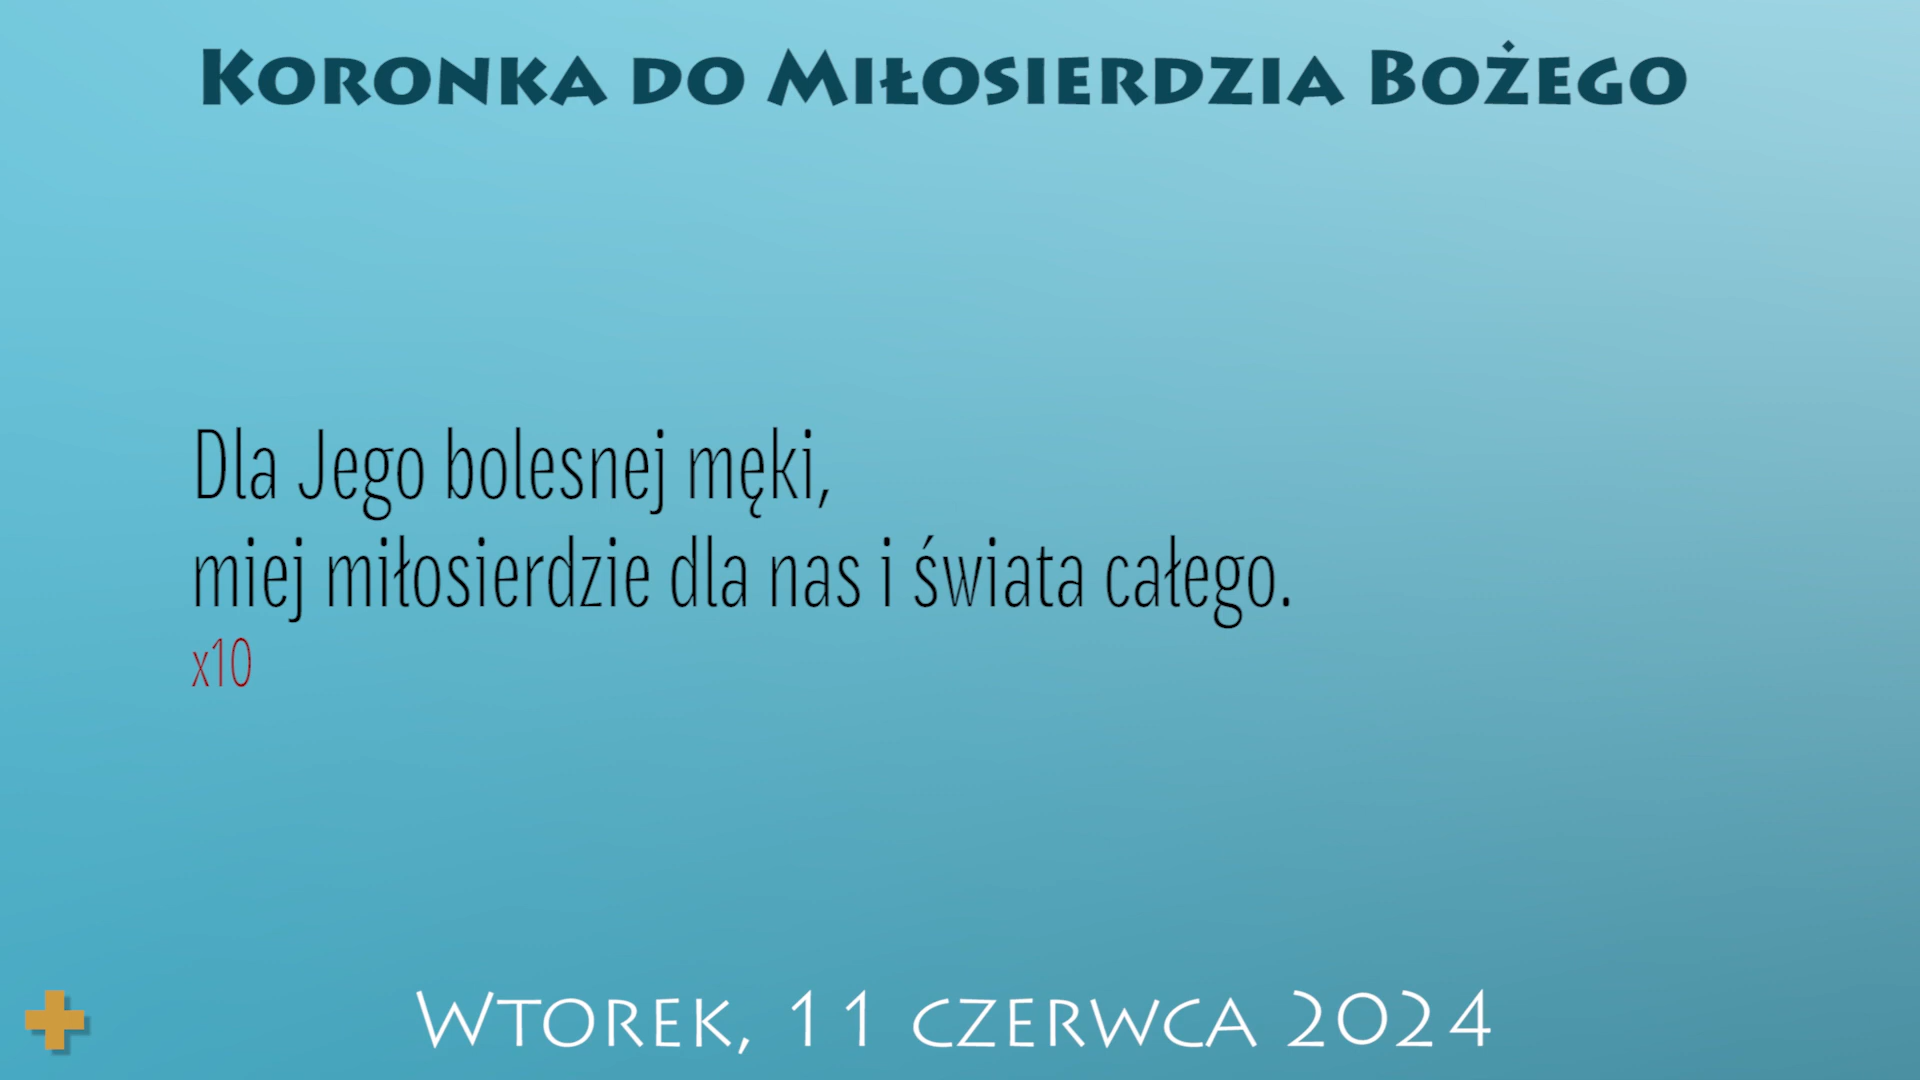 Koronka do Miłosierdzia Bożego
Dla Jego bolesnej męki,
miej miłosierdzie dla nas i świata całego.
x10
Wtorek, 11 czerwca 2024